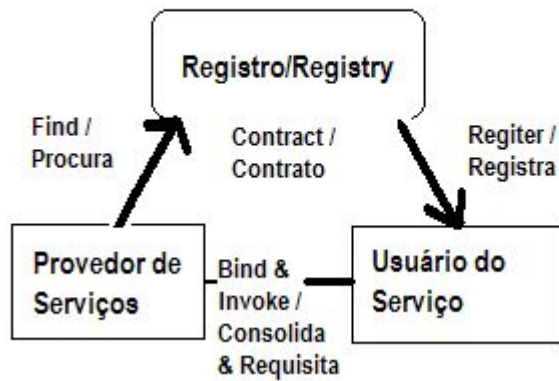 Registro/Registry
Find /
Procura
Contract /
Contrato
Regiter /
Registra
Provedor de
Serviços
Bind &
Invoke /
Consolida
& Requisita
Usuário do
Serviço